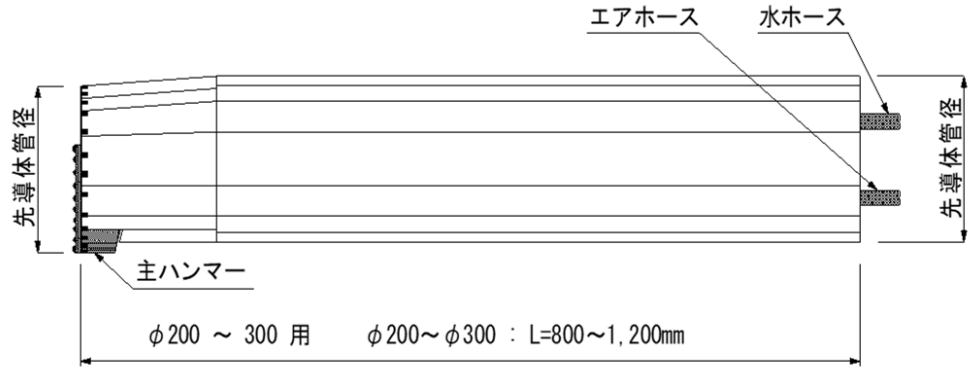 エアホース
水ホース
先導体管径
先導体管径
主ハンマー
φ200 ～ 300 用 φ200～φ300 : L=800～1,200mm